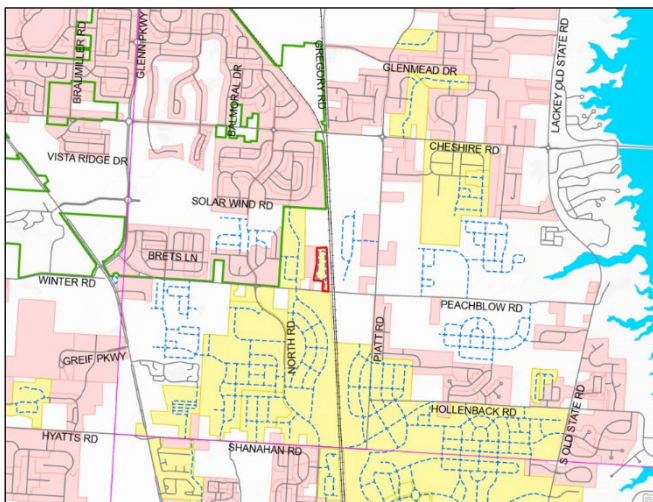 BRAUMILLER RD
GLENN PKWY
BALMORAL DR
GREGORY RD
GLENMEAD DR
LACKEY OLD STATE RD
VISTA RIDGE DR
CHESHIRE RD
SOLAR WIND RD
BRETS LN
WINTER RD
PEACHBLOW RD
NORTH RD
PIATT RD
GREIF PKWY
HOLLENBACK RD
HYATTS RD
SHANAHAN RD
S OLD STATE RD